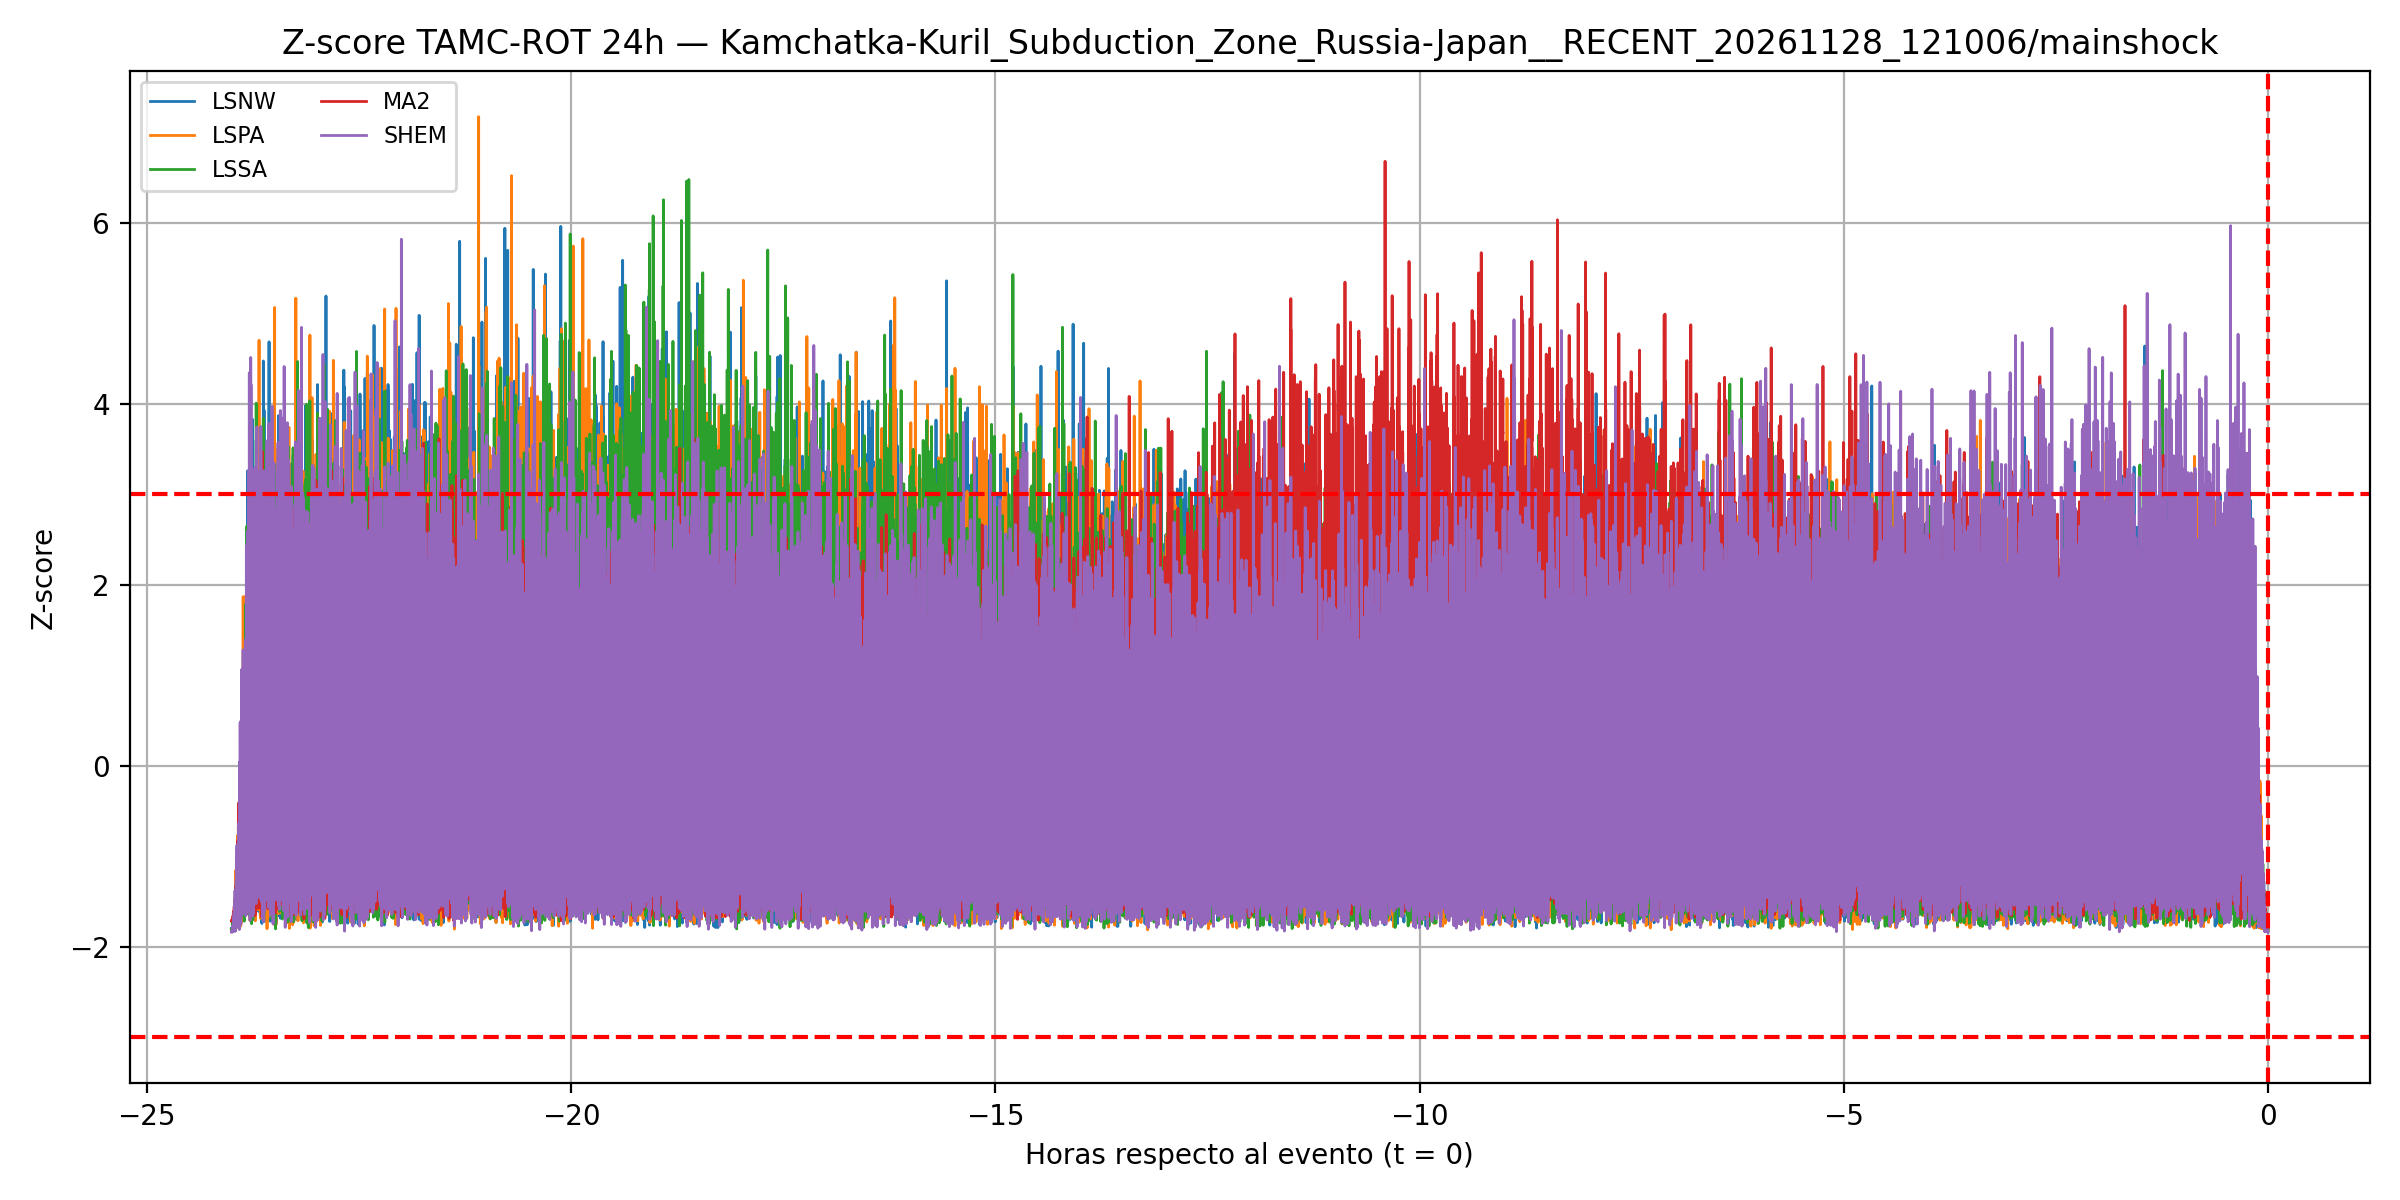 Z-score TAMC-ROT 24h — Kamchatka-Kuril_Subduction_Zone_Russia-Japan__RECENT_20261128_121006/mainshock
LSNW
LSPA
LSSA
MA2
SHEM
6
4
2
0
−2
Z-score
−25
−20
−15
−10
−5
0
Horas respecto al evento (t = 0)